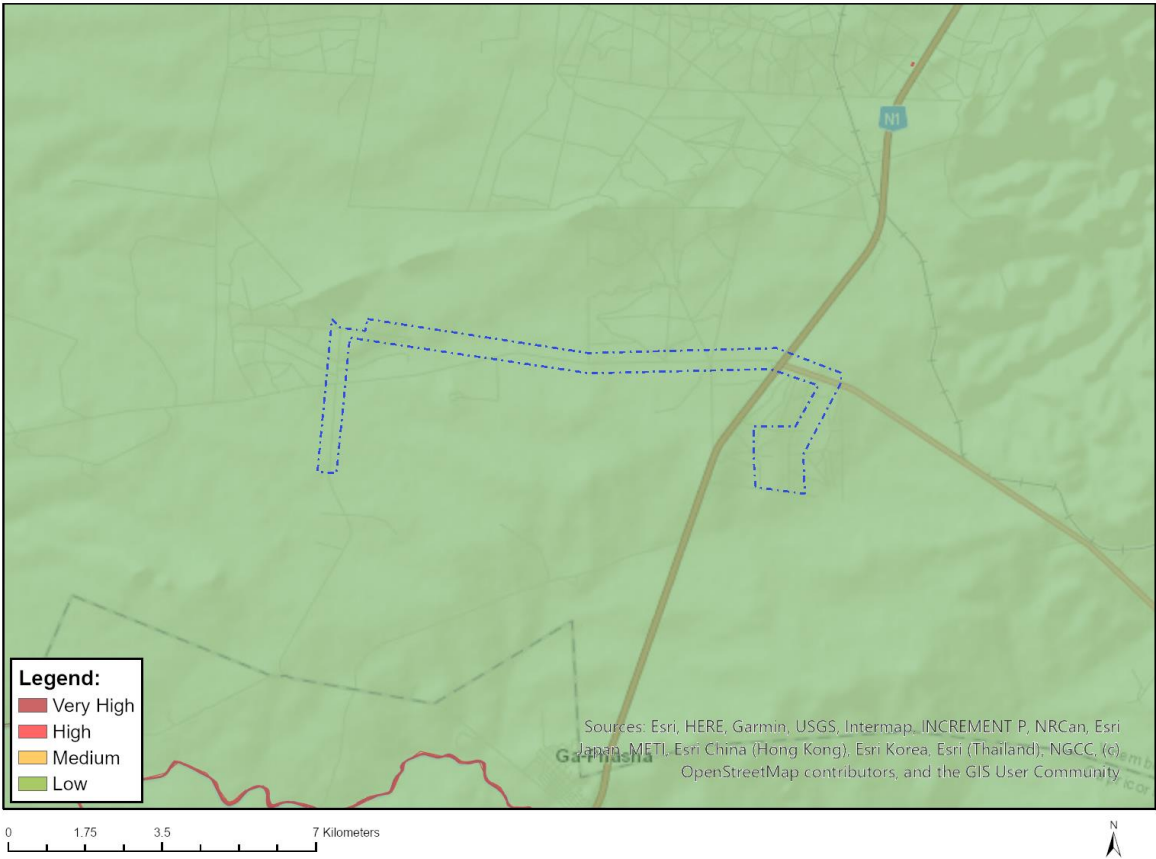 N1
Legend:
Very High
High
Medium
Low
Sources: Esri, HERE, Garmin, USGS, Intermap, INCREMENT P, NRCan, Esri
Japan, METI, Esri China (Hong Kong), Esri Korea, Esri (Thailand), NGCC, (c)
OpenStreetMap contributors, and the GIS User Community
Ga-Phasha
0 1.75 3.5 7 Kilometers
N